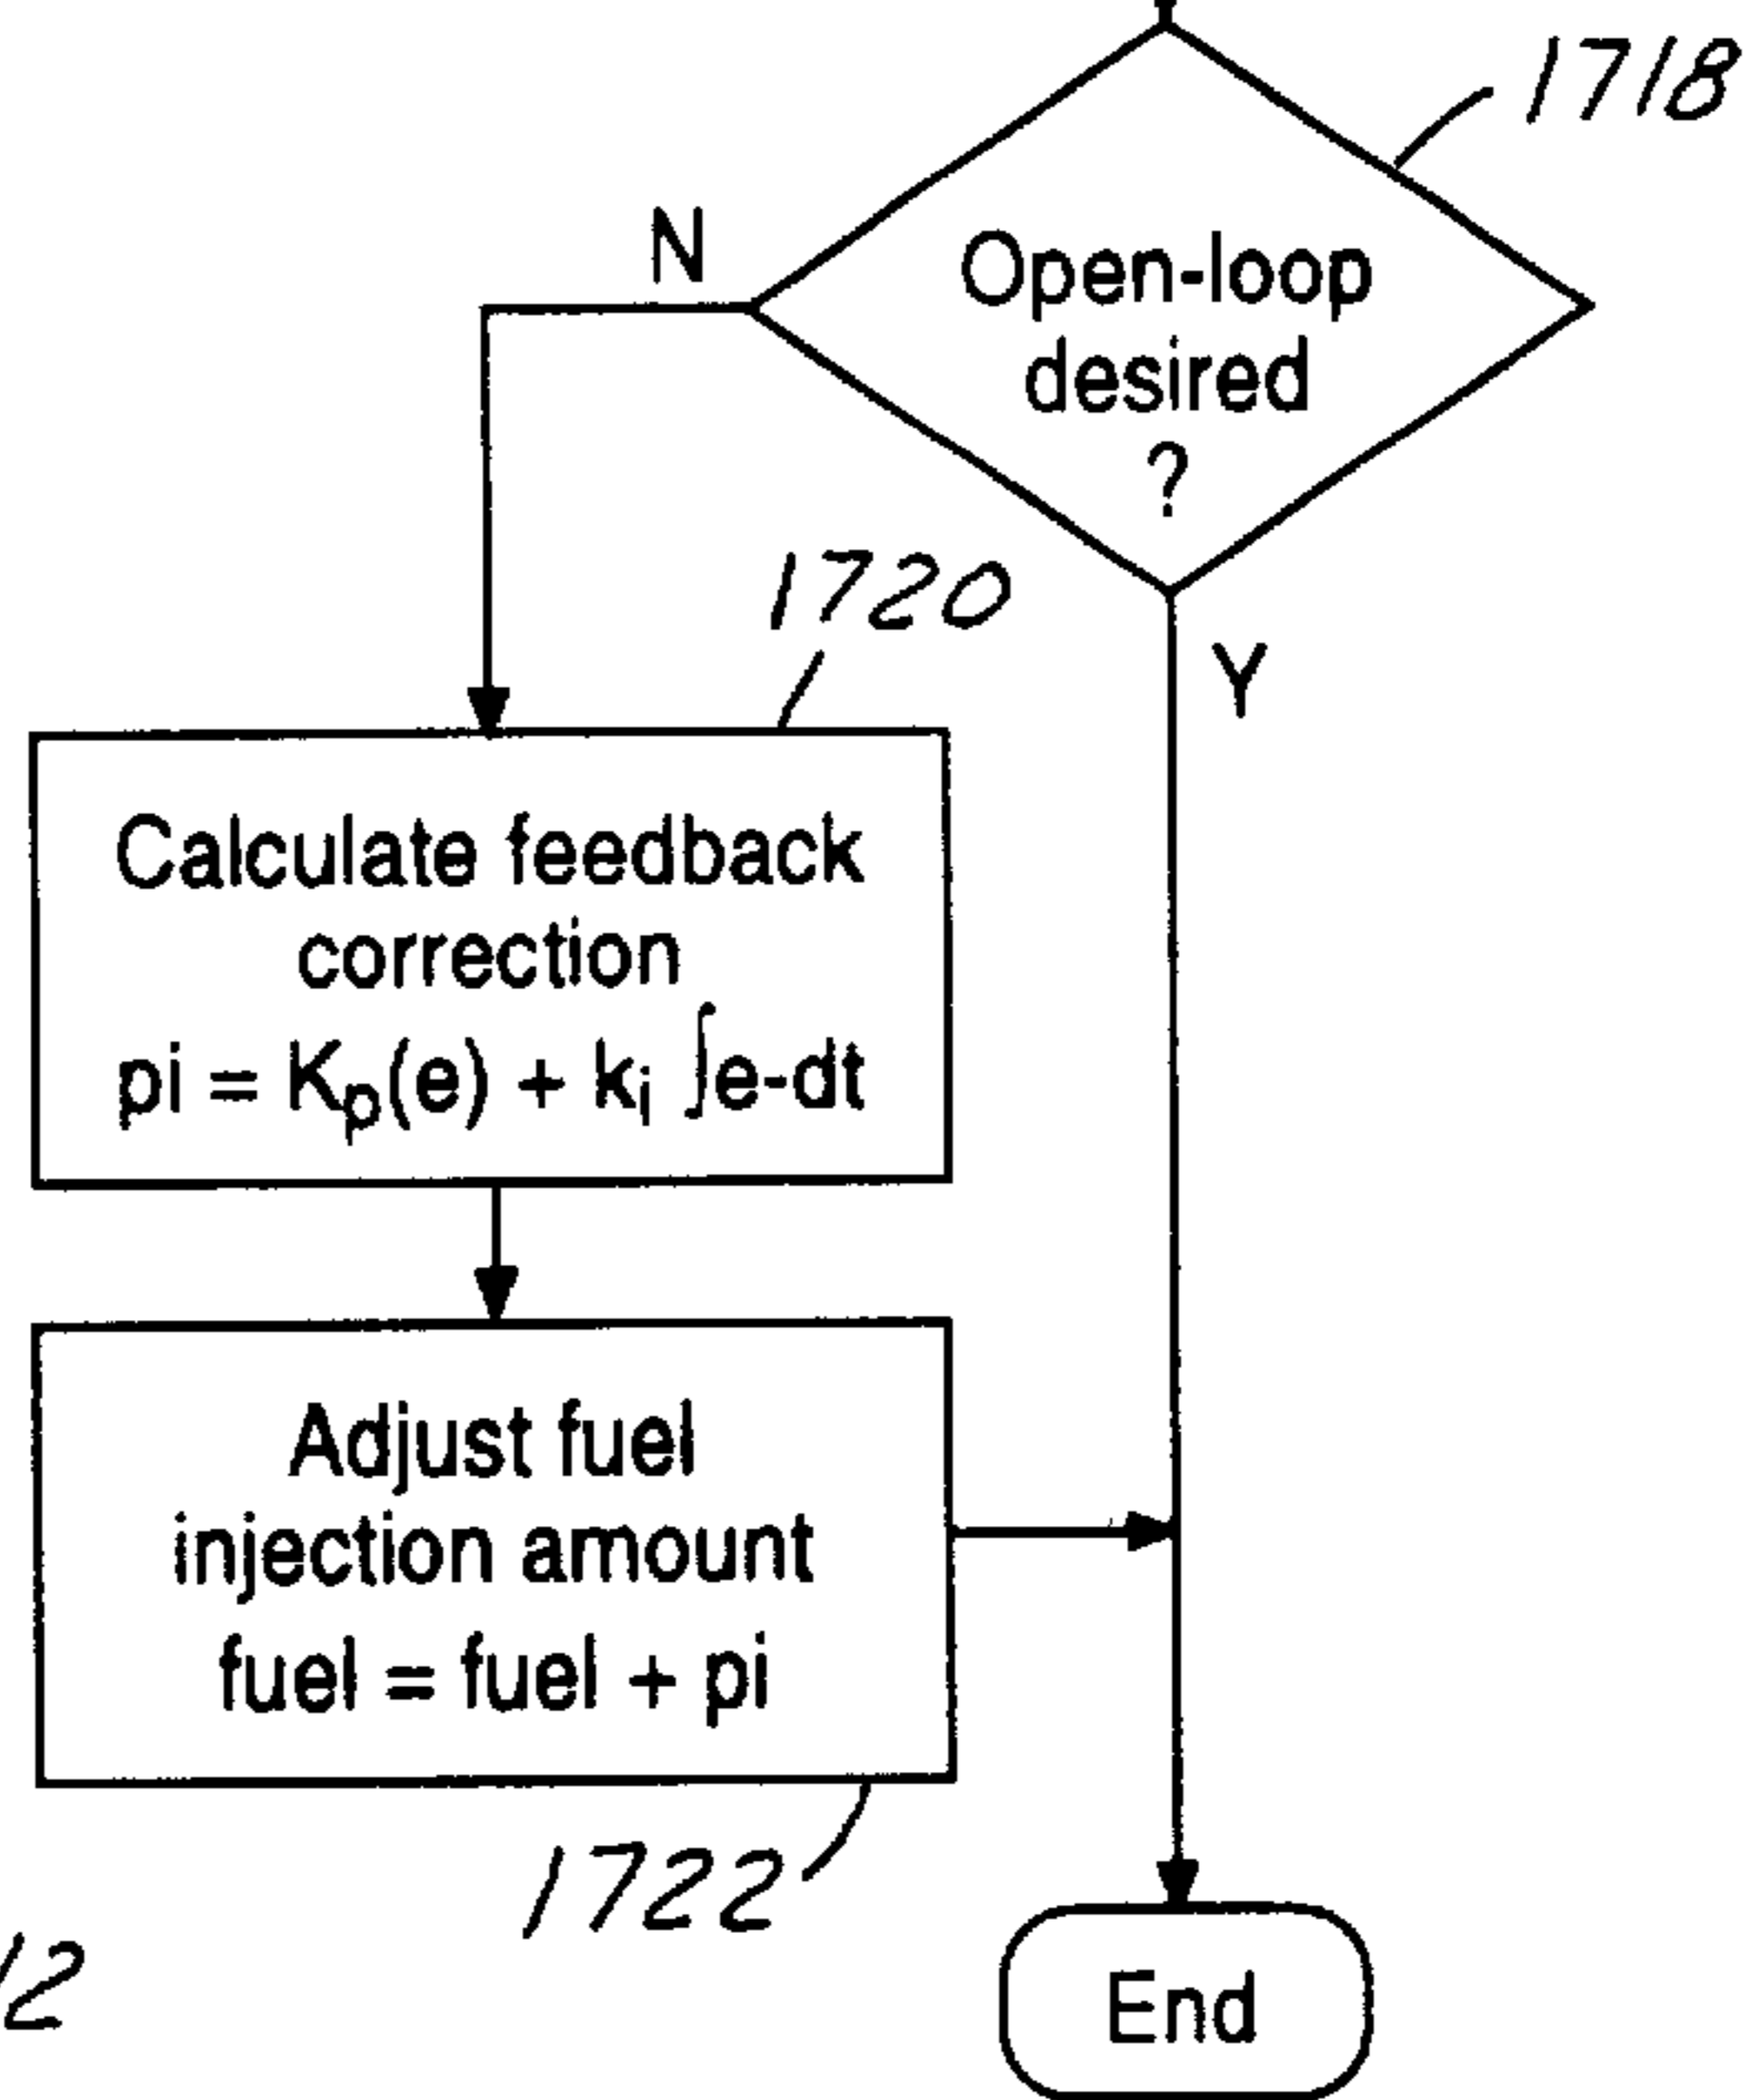 1718
N
Open-loop
desired
?
1720
Y
Calculate feedback
correction
pi = Kp(e) + ki ∫e-dt
Adjust fuel
injection amount
fuel = fuel + pi
1722
End